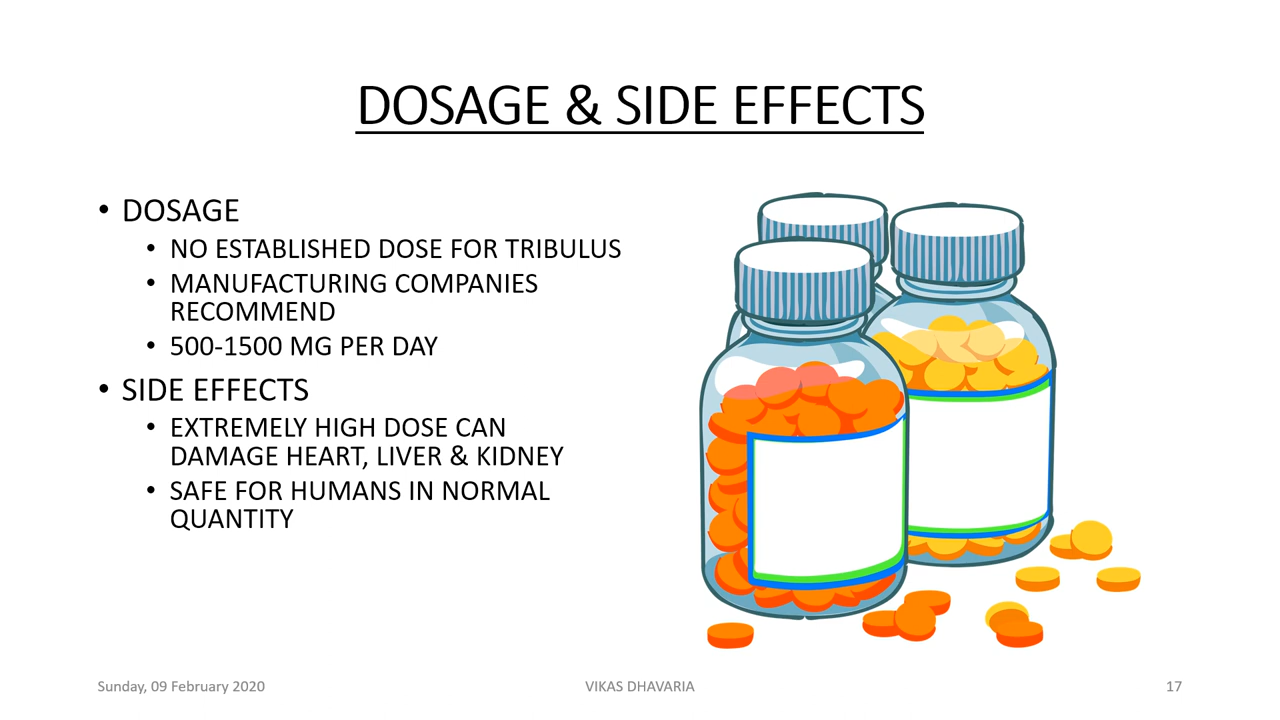 DOSAGE & SIDE EFFECTS
• DOSAGE
• NO ESTABLISHED DOSE FOR TRIBULUS
• MANUFACTURING COMPANIES
RECOMMEND
• 500-1500 MG PER DAY
• SIDE EFFECTS
• EXTREMELY HIGH DOSE CAN
DAMAGE HEART, LIVER & KIDNEY
• SAFE FOR HUMANS IN NORMAL
QUANTITY
Sunday, 09 February 2020
VIKAS DHAVARIA
17